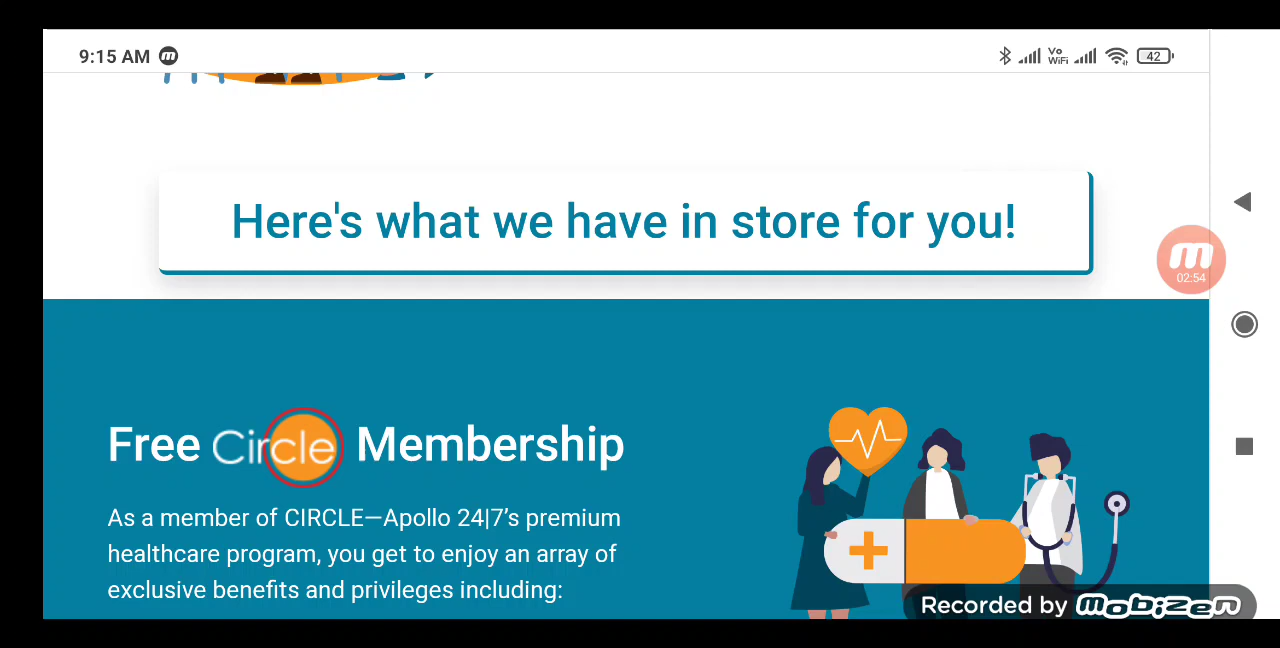 9:15 AM
Vo
WiFi
42
Here's what we have in store for you!
02:54
Free Circle Membership
As a member of CIRCLE—Apollo 24|7's premium
healthcare program, you get to enjoy an array of
exclusive benefits and privileges including:
Recorded by mobizen